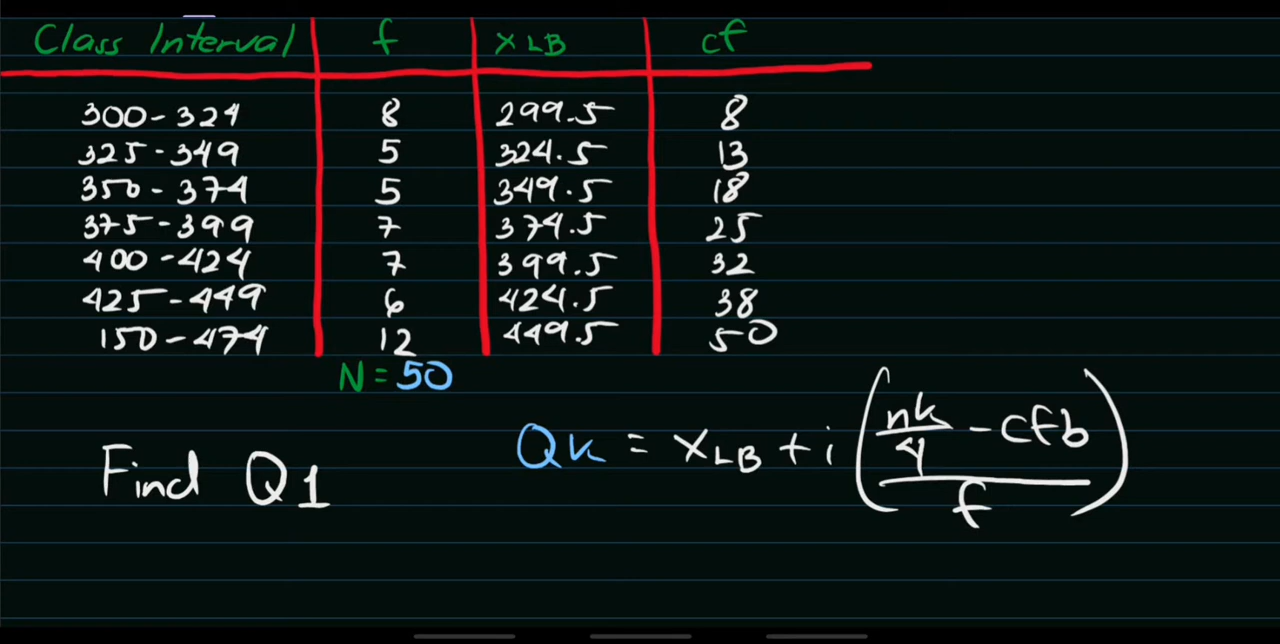 Class Interval f XLB cf
300-324 8 299.5 8
325-349 5 324.5 13
350-374 5 349.5 18
375-399 7 374.5 25
400-424 7 399.5 32
425-449 6 424.5 38
150-474 12 449.5 50
N = 50
Find Q1
Qk = XLB + i ( (nk/4 - cfb) / f )